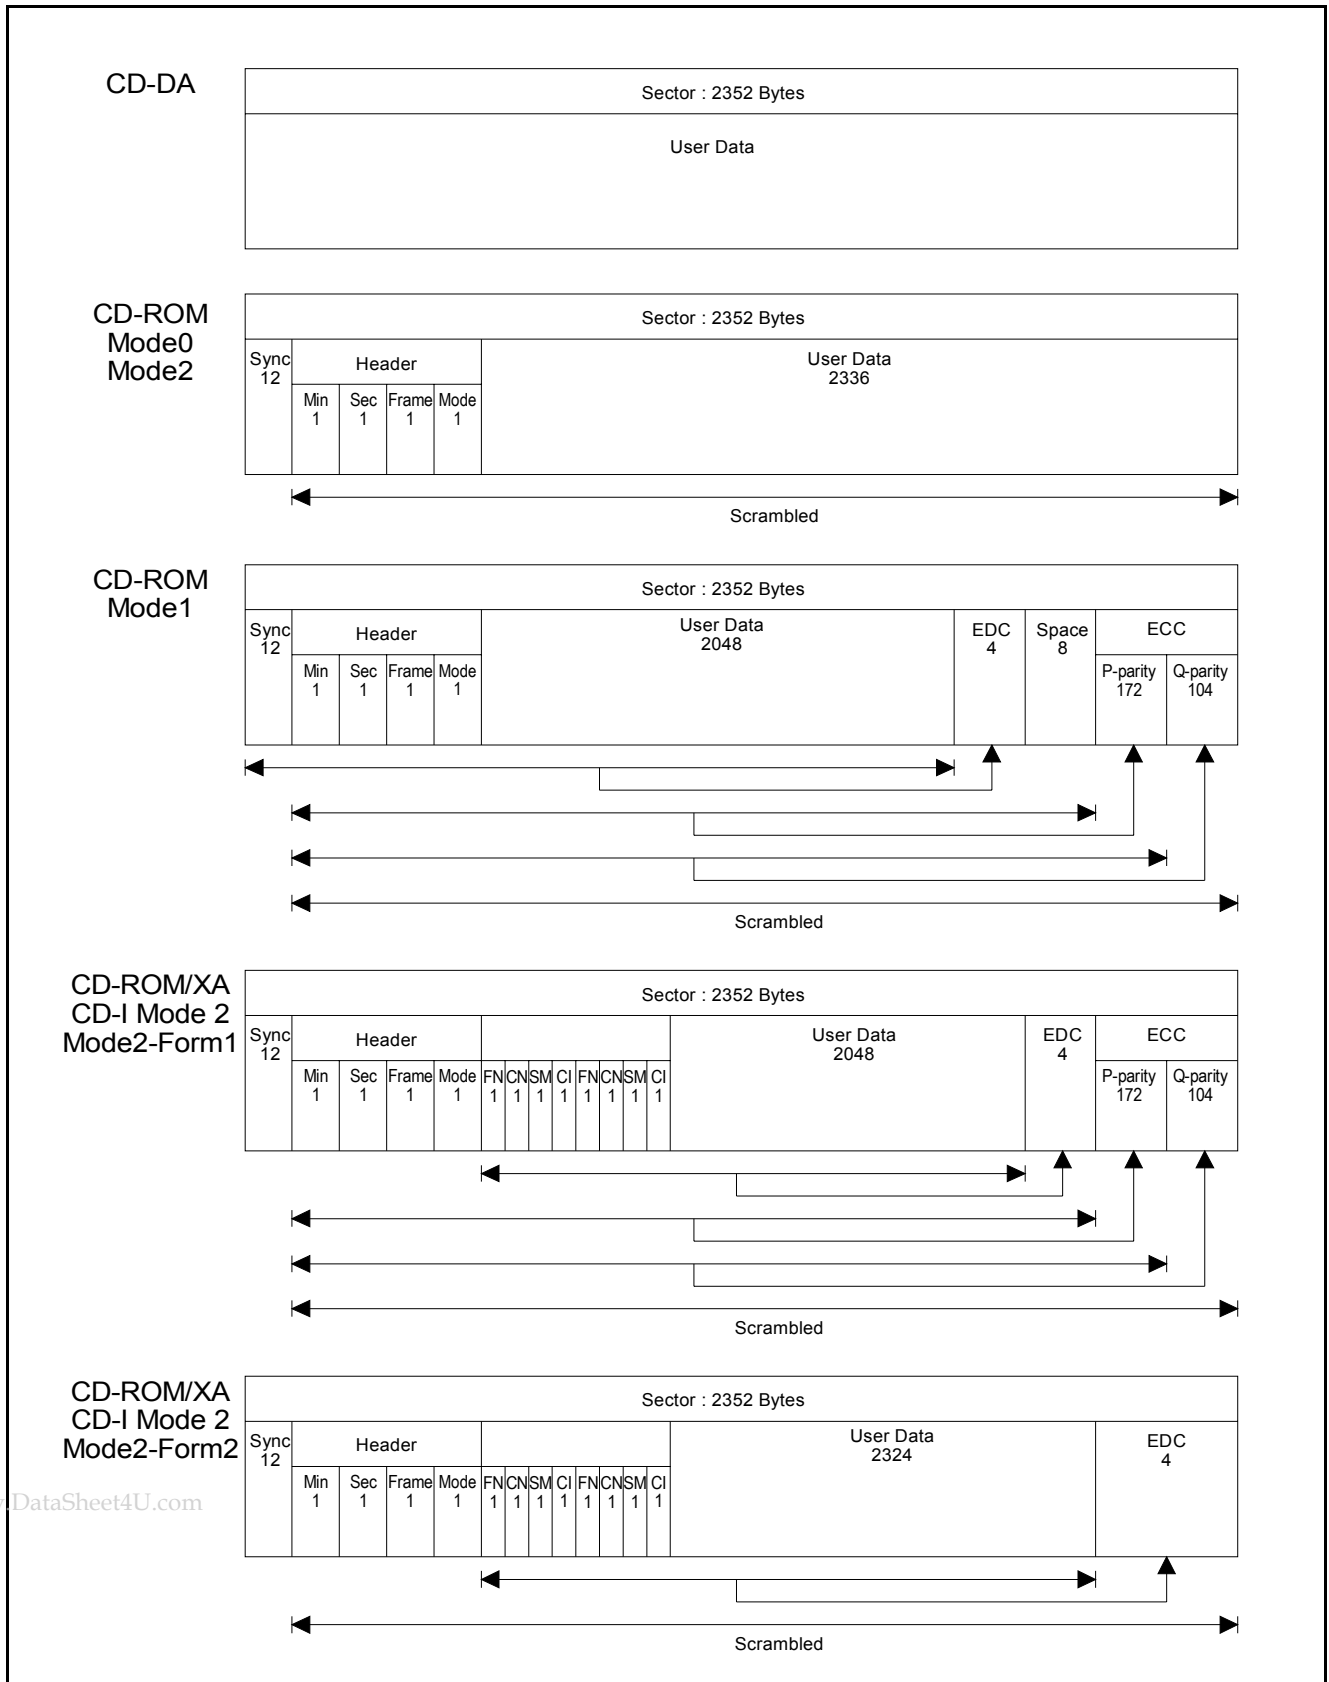 CD-DA
Sector : 2352 Bytes
User Data
CD-ROM
Mode0
Mode2
Sector : 2352 Bytes
Sync
12
Header
User Data
2336
Min Sec Frame Mode
1 1 1 1
Scrambled
CD-ROM
Mode1
Sector : 2352 Bytes
Sync
12
Header
User Data
2048
EDC
4
Space
8
ECC
Min Sec Frame Mode
1 1 1 1
P-parity Q-parity
172 104
Scrambled
CD-ROM/XA
CD-I Mode 2
Mode2-Form1
Sector : 2352 Bytes
Sync
12
Header
User Data
2048
EDC
4
ECC
Min Sec Frame Mode FN CN SM CI FN CN SM CI
1 1 1 1 1 1 1 1 1 1 1 1
P-parity Q-parity
172 104
Scrambled
CD-ROM/XA
CD-I Mode 2
Mode2-Form2
Sector : 2352 Bytes
Sync
12
Header
User Data
2324
EDC
4
Min Sec Frame Mode FN CN SM CI FN CN SM CI
1 1 1 1 1 1 1 1 1 1 1 1
.DataSheet4U.com
Scrambled